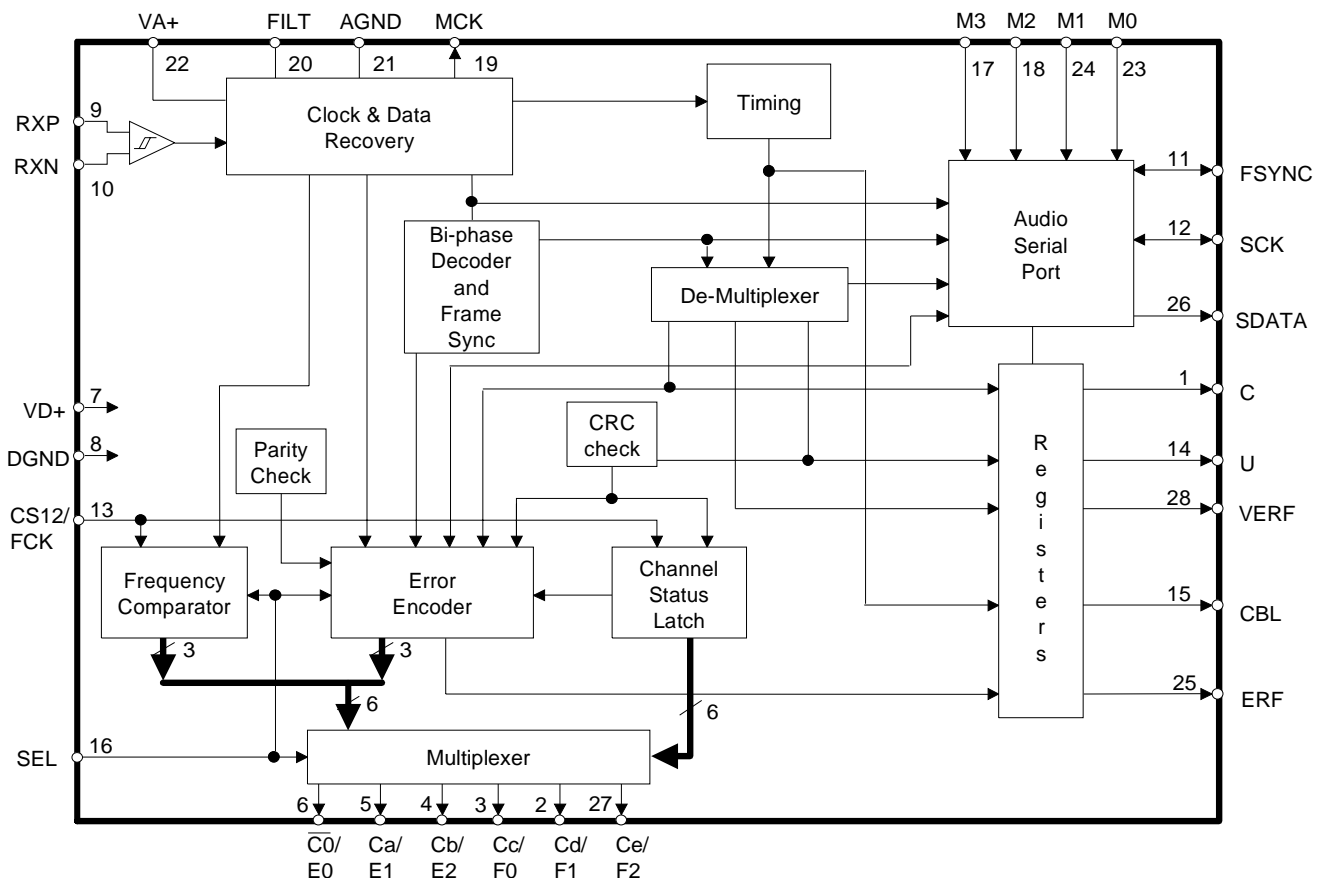 VA+ FILT AGND MCK M3 M2 M1 M0
22 20 21 19 17 18 24 23
RXP 9
RXN
10
Clock & Data
Recovery
Timing
Audio
Serial
Port
11 FSYNC
12 SCK
26 SDATA
Bi-phase
Decoder
and
Frame
Sync
De-Multiplexer
VD+ 7
DGND 8
CS12/
FCK
13
Parity
Check
CRC
check
Registers
1 C
14 U
28 VERF
15 CBL
25 ERF
Frequency
Comparator
Error
Encoder
Channel
Status
Latch
3 3
6 6
SEL 16
Multiplexer
6 5 4 3 2 27
C̅0̅/ Ca/ Cb/ Cc/ Cd/ Ce/
E0 E1 E2 F0 F1 F2